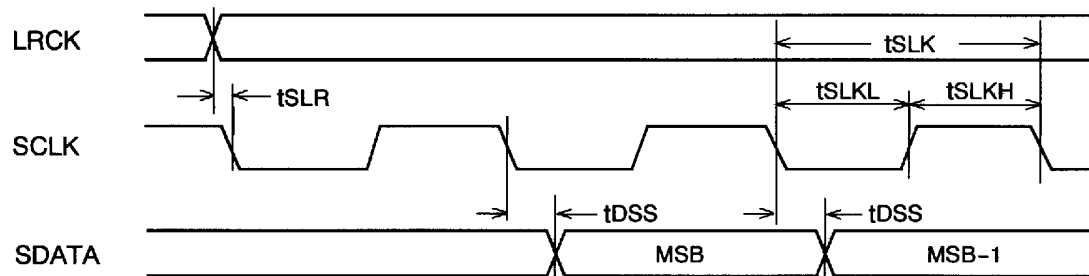 LRCK
tSLK
tSLR
tSLKL
tSLKH
SCLK
tDSS
tDSS
SDATA
MSB
MSB-1